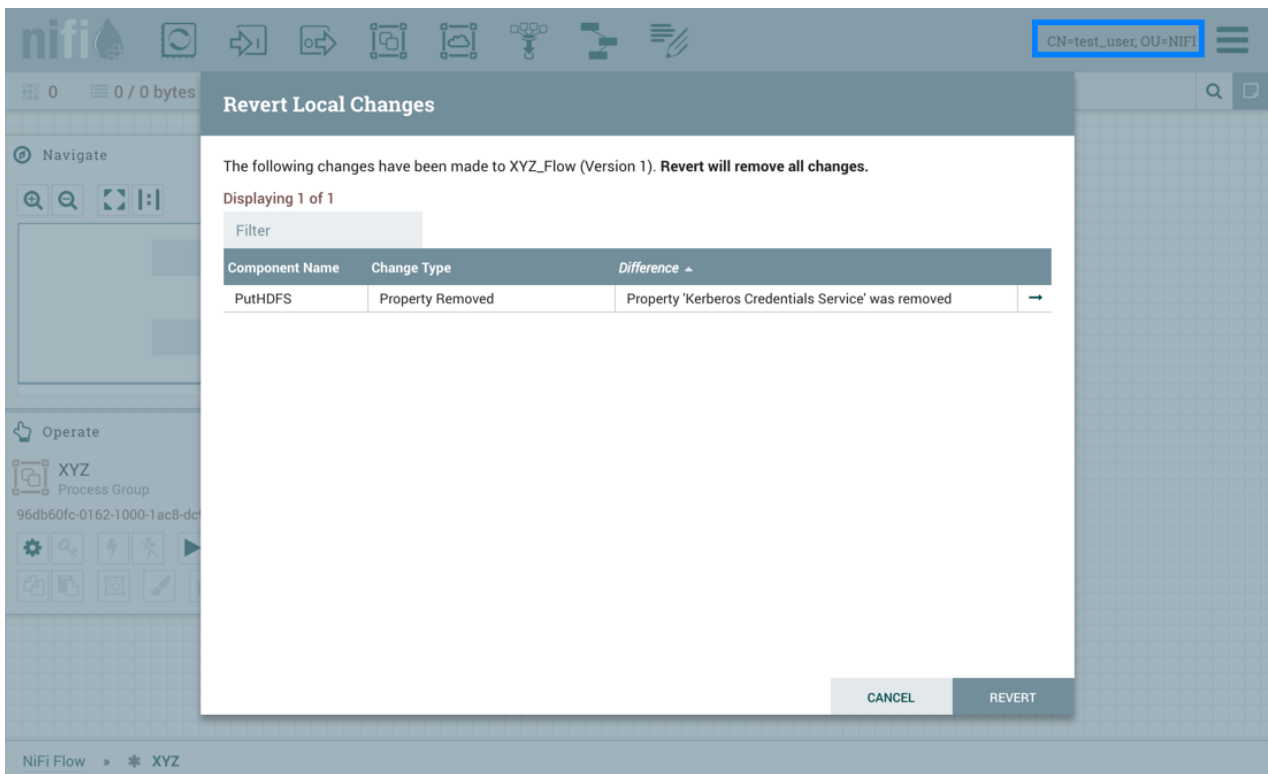 nifi
CN=test_user, OU=NIFI
0 0 / 0 bytes
Revert Local Changes
Navigate
The following changes have been made to XYZ_Flow (Version 1). Revert will remove all changes.
Displaying 1 of 1
Filter
Component Name Change Type Difference
PutHDFS Property Removed Property 'Kerberos Credentials Service' was removed
Operate
XYZ
Process Group
96db60fc-0162-1000-1ac8-dc
CANCEL REVERT
NiFi Flow » XYZ